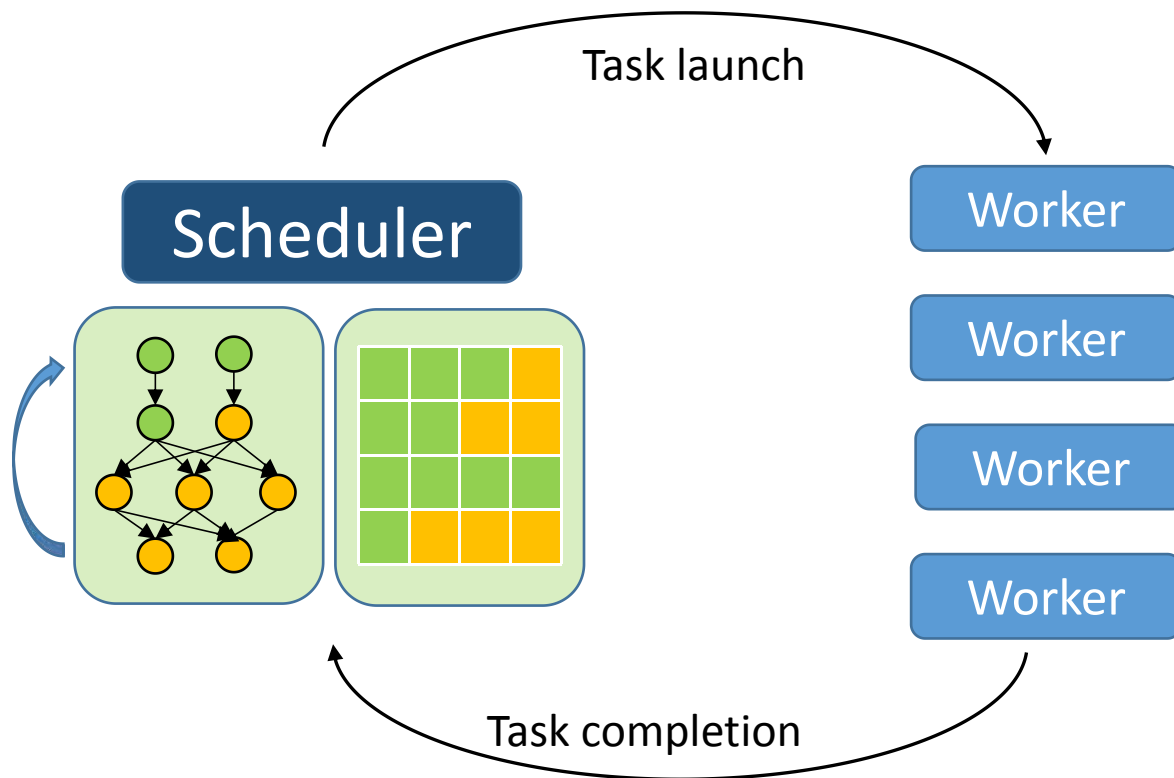 Task launch
Scheduler
Worker
Worker
Worker
Worker
Task completion